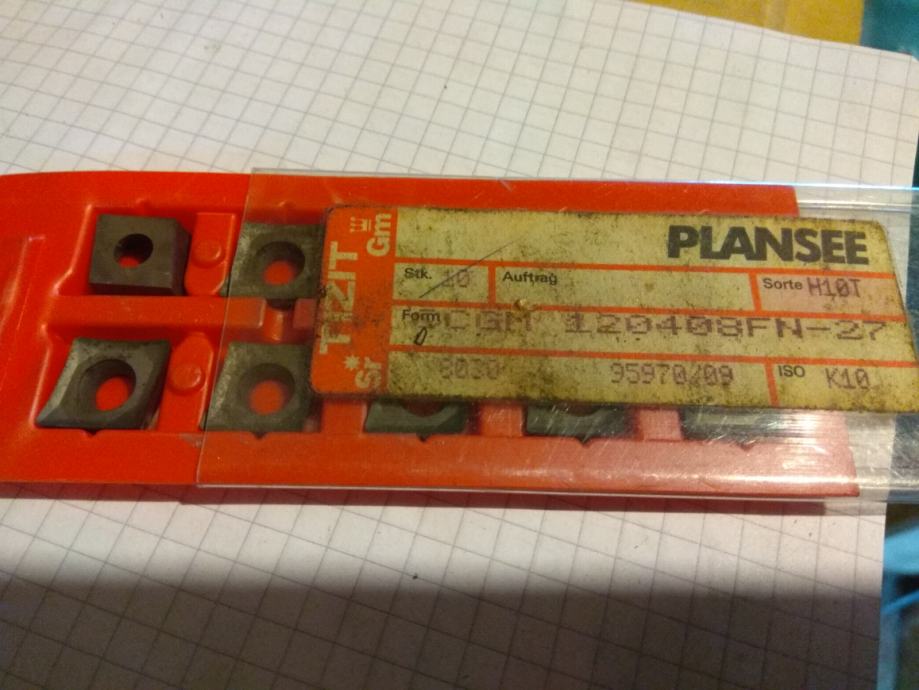 PLANSEE
TIZIT
Gm
Stk. 10
Auftrag
Sorte H10T
Form
CGM 120408FN-27
8030 95970/09
ISO K10